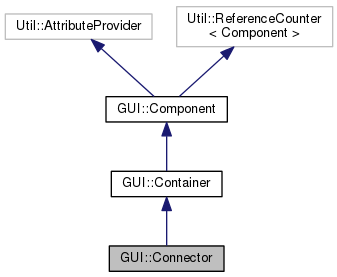 Util::AttributeProvider
Util::ReferenceCounter
< Component >
GUI::Component
GUI::Container
GUI::Connector